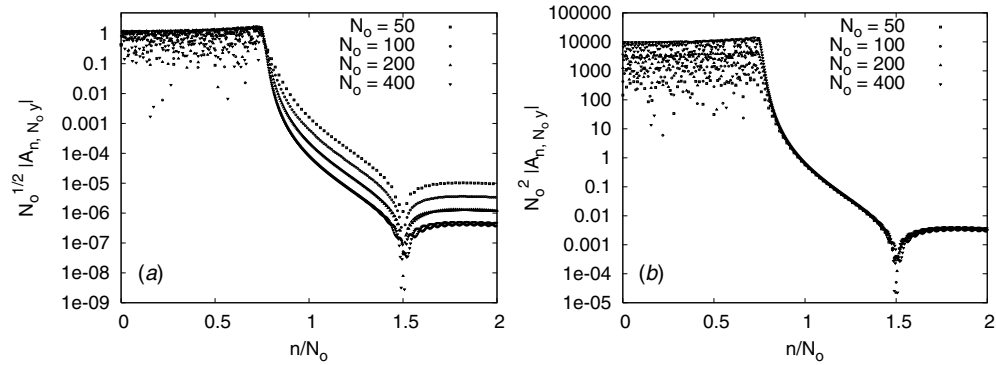 N_o^{1/2} |A_{n, N_o y}|
1
0.1
0.01
0.001
1e-04
1e-05
1e-06
1e-07
1e-08
1e-09
N_o = 50
N_o = 100
N_o = 200
N_o = 400
(a)
0 0.5 1 1.5 2
n/N_o
N_o^2 |A_{n, N_o y}|
100000
10000
1000
100
10
1
0.1
0.01
0.001
1e-04
1e-05
N_o = 50
N_o = 100
N_o = 200
N_o = 400
(b)
0 0.5 1 1.5 2
n/N_o